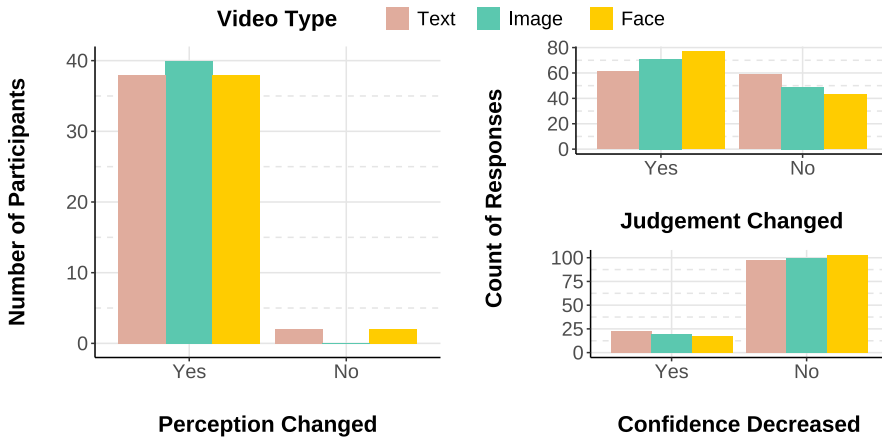 Video Type Text Image Face
Number of Participants
40
30
20
10
0
Yes No
Perception Changed
Count of Responses
80
60
40
20
0
Yes No
Judgement Changed
100
75
50
25
0
Yes No
Confidence Decreased